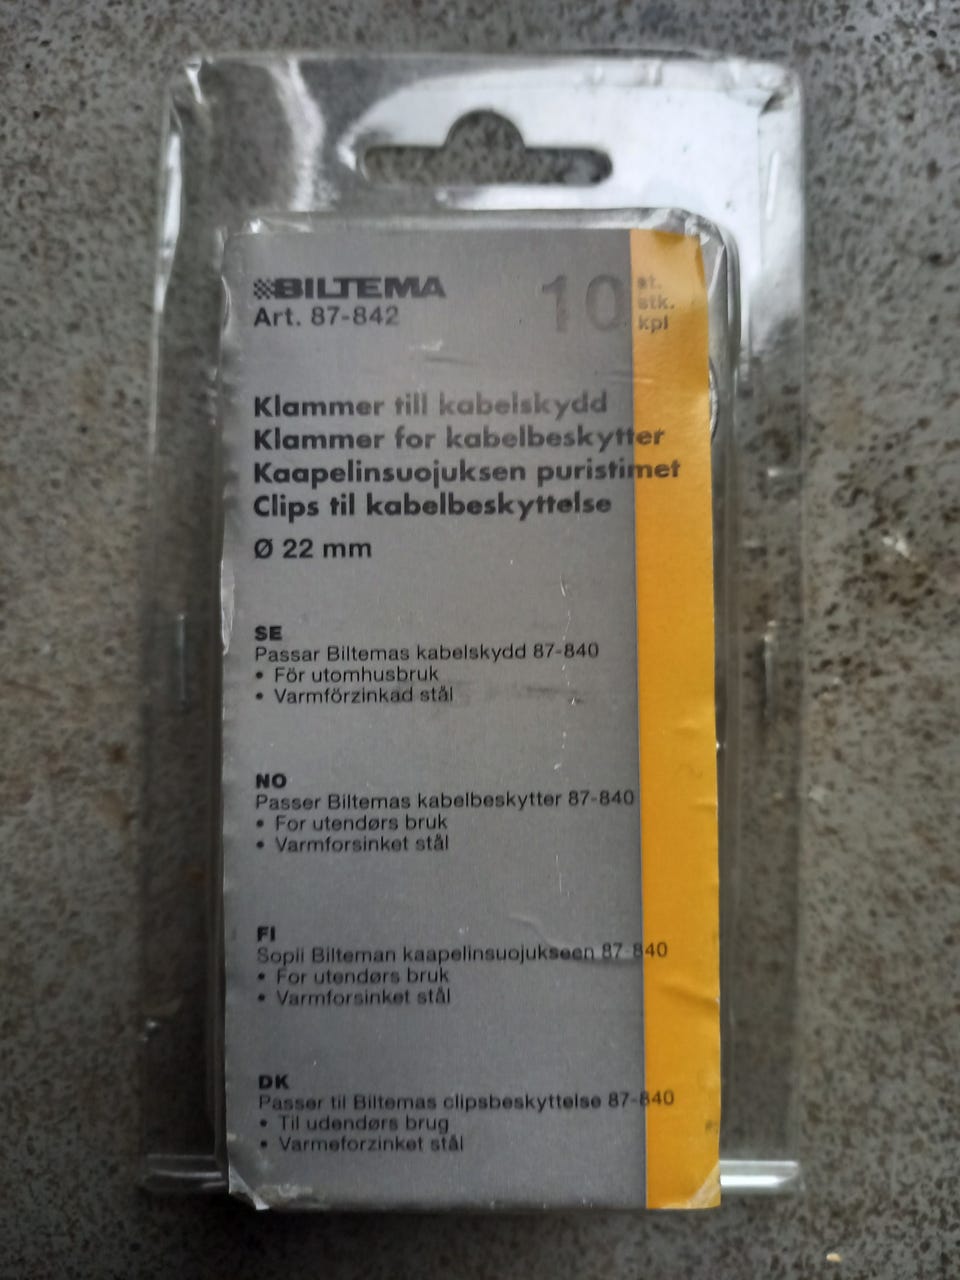 BILTEMA
Art. 87-842
10 st.
stk.
kpl
Klammer till kabelskydd
Klammer for kabelbeskytter
Kaapelinsuojuksen puristimet
Clips til kabelbeskyttelse
Ø 22 mm
SE
Passar Biltemas kabelskydd 87-840
• För utomhusbruk
• Varmförzinkad stål
NO
Passer Biltemas kabelbeskytter 87-840
• For utendørs bruk
• Varmforsinket stål
FI
Sopii Bilteman kaapelinsuojukseen 87-840
• For utendørs bruk
• Varmforsinket stål
DK
Passer til Biltemas clipsbeskyttelse 87-840
• Til udendørs brug
• Varmeforzinket stål